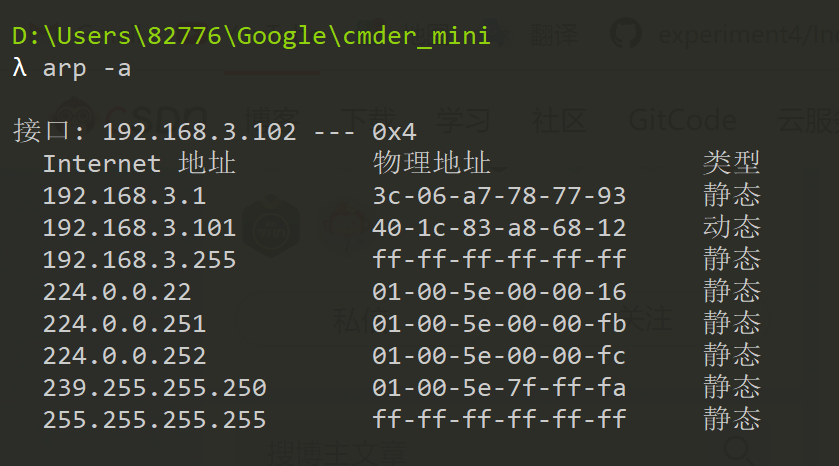 D:\Users\82776\Google\cmder_mini
翻译 experiment4/In
λ arp -a
博客 下载 学习 社区 GitCode 云服
接口: 192.168.3.102 --- 0x4
Internet 地址 物理地址 类型
192.168.3.1 3c-06-a7-78-77-93 静态
192.168.3.101 40-1c-83-a8-68-12 动态
192.168.3.255 ff-ff-ff-ff-ff-ff 静态
224.0.0.22 01-00-5e-00-00-16 静态
224.0.0.251 01-00-5e-00-00-fb 静态
224.0.0.252 01-00-5e-00-00-fc 静态
239.255.255.250 01-00-5e-7f-ff-fa 静态
255.255.255.255 ff-ff-ff-ff-ff-ff 静态
搜博主文章